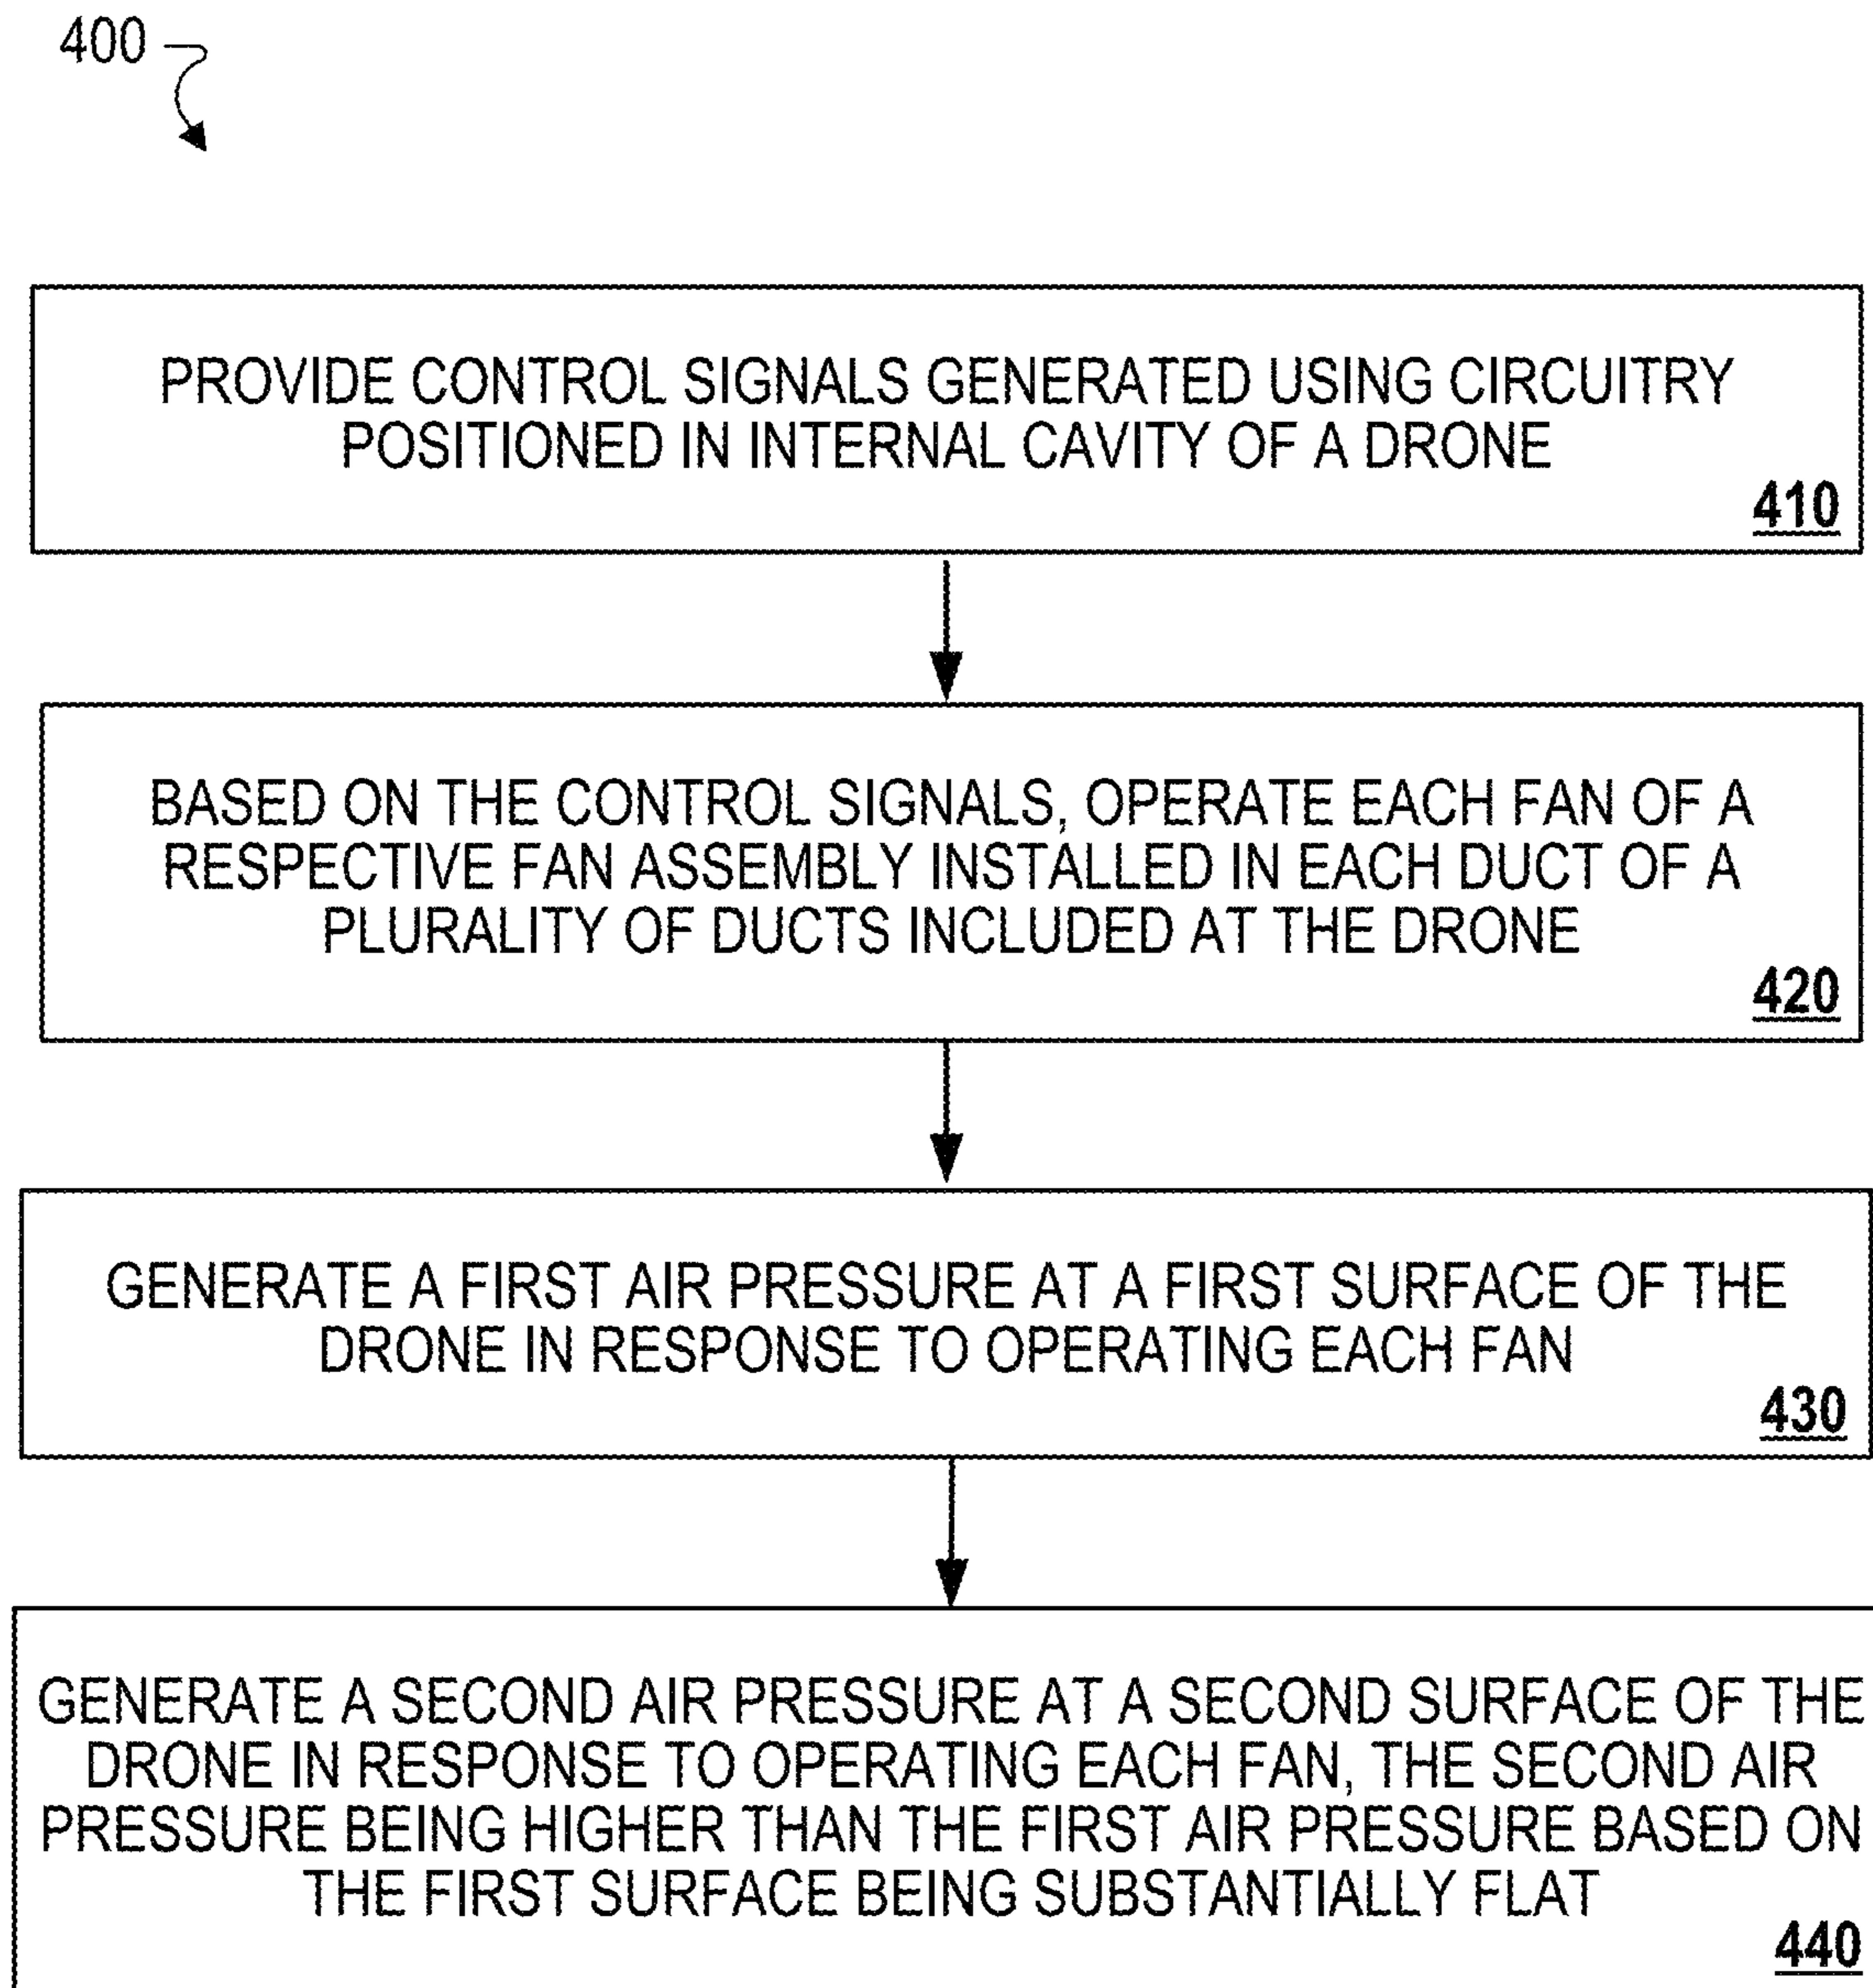 400
PROVIDE CONTROL SIGNALS GENERATED USING CIRCUITRY
POSITIONED IN INTERNAL CAVITY OF A DRONE
410
BASED ON THE CONTROL SIGNALS, OPERATE EACH FAN OF A
RESPECTIVE FAN ASSEMBLY INSTALLED IN EACH DUCT OF A
PLURALITY OF DUCTS INCLUDED AT THE DRONE
420
GENERATE A FIRST AIR PRESSURE AT A FIRST SURFACE OF THE
DRONE IN RESPONSE TO OPERATING EACH FAN
430
GENERATE A SECOND AIR PRESSURE AT A SECOND SURFACE OF THE
DRONE IN RESPONSE TO OPERATING EACH FAN, THE SECOND AIR
PRESSURE BEING HIGHER THAN THE FIRST AIR PRESSURE BASED ON
THE FIRST SURFACE BEING SUBSTANTIALLY FLAT
440